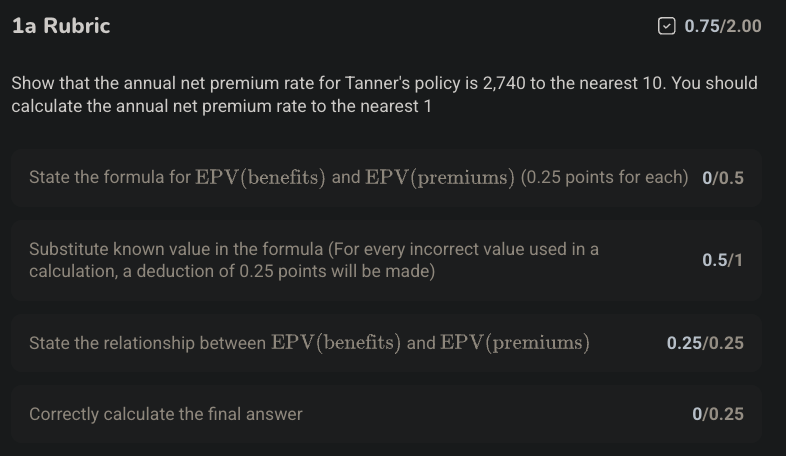 1a Rubric
0.75/2.00
Show that the annual net premium rate for Tanner's policy is 2,740 to the nearest 10. You should
calculate the annual net premium rate to the nearest 1
State the formula for EPV(benefits) and EPV(premiums) (0.25 points for each) 0/0.5
Substitute known value in the formula (For every incorrect value used in a
calculation, a deduction of 0.25 points will be made)
0.5/1
State the relationship between EPV(benefits) and EPV(premiums) 0.25/0.25
Correctly calculate the final answer 0/0.25